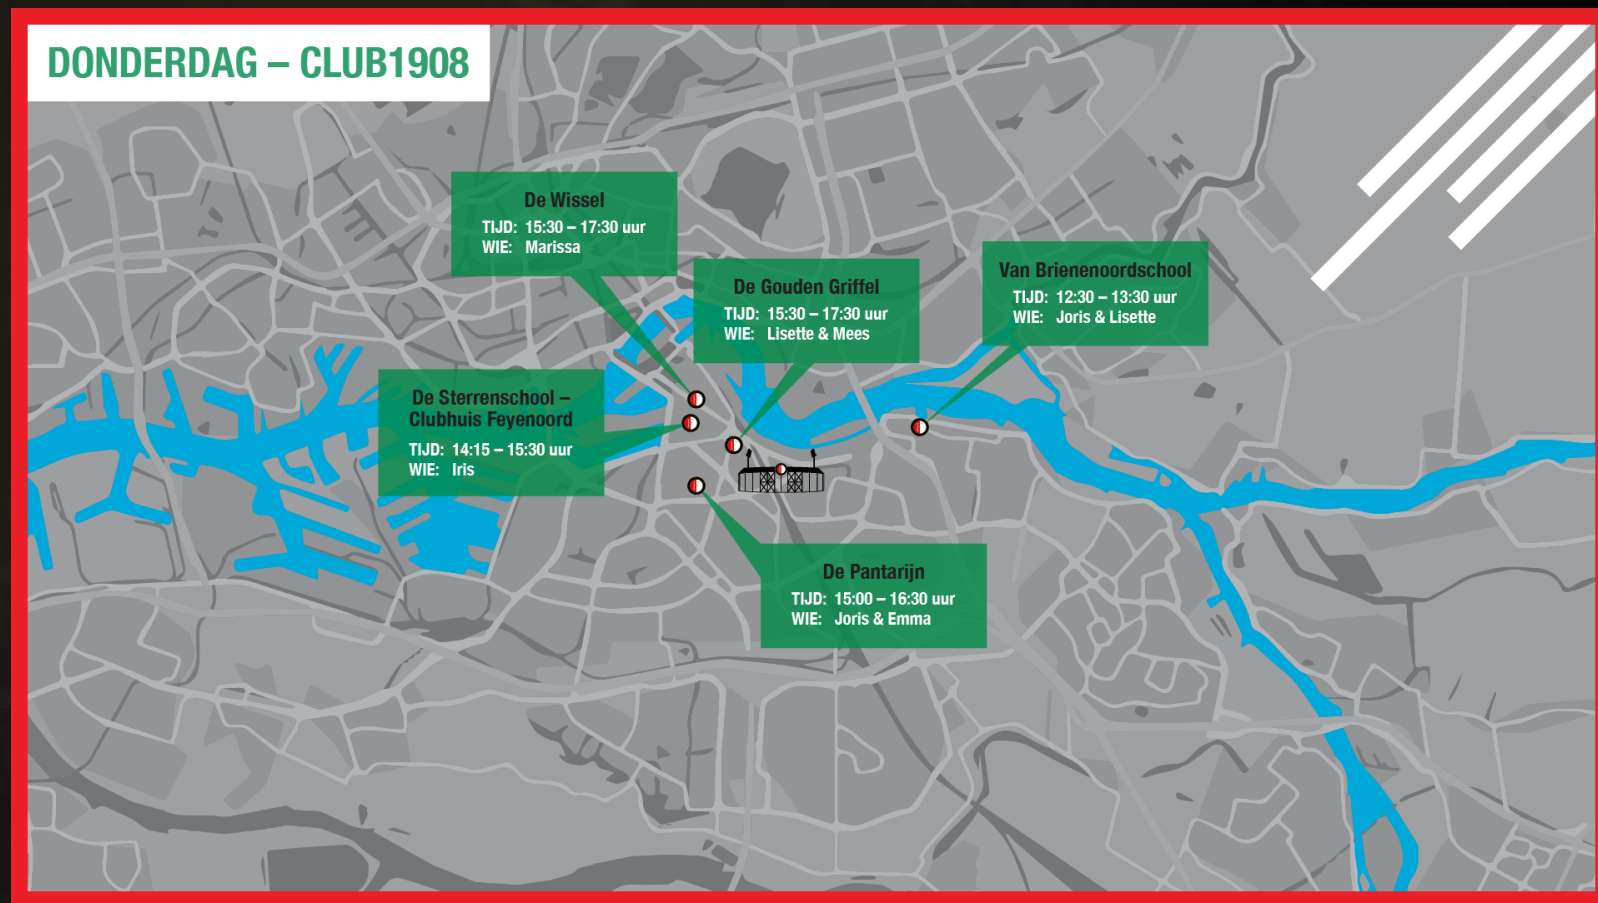 DONDERDAG – CLUB1908
De Wissel
TIJD: 15:30 – 17:30 uur
WIE: Marissa
De Gouden Griffel
TIJD: 15:30 – 17:30 uur
WIE: Lisette & Mees
Van Brienenoordschool
TIJD: 12:30 – 13:30 uur
WIE: Joris & Lisette
De Sterrenschool –
Clubhuis Feyenoord
TIJD: 14:15 – 15:30 uur
WIE: Iris
De Pantarijn
TIJD: 15:00 – 16:30 uur
WIE: Joris & Emma